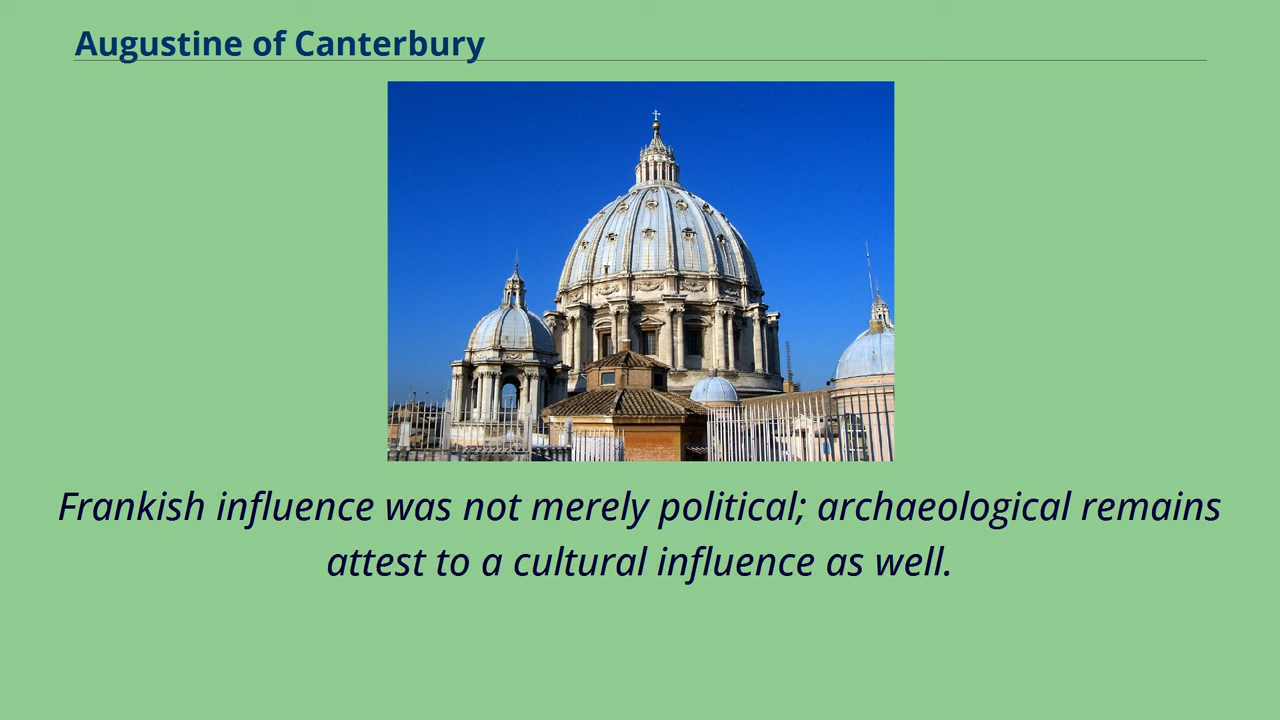 Augustine of Canterbury
Frankish influence was not merely political; archaeological remains
attest to a cultural influence as well.